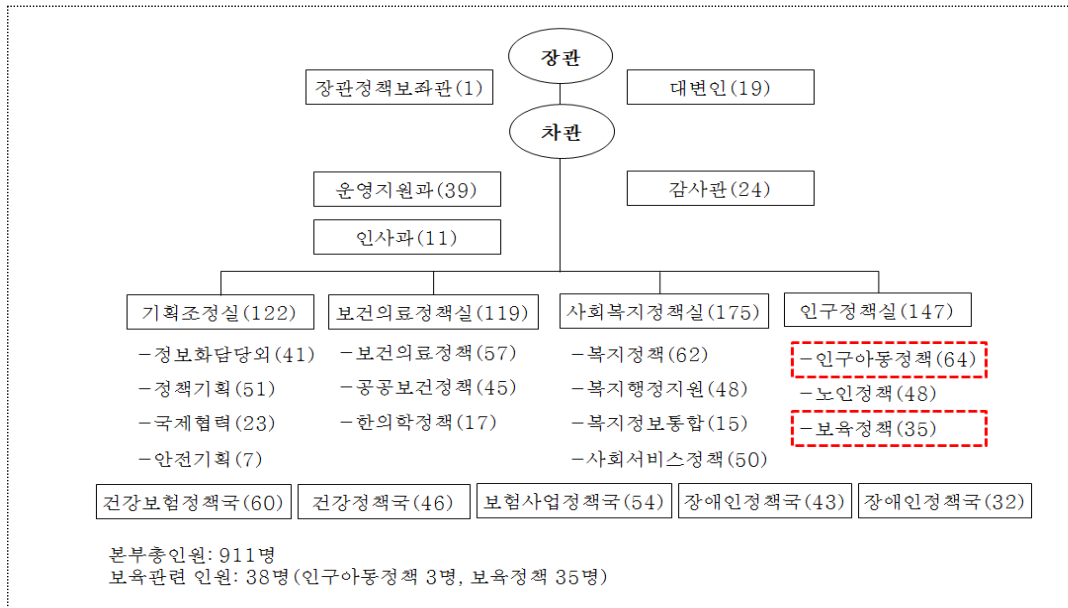 장관
장관정책보좌관(1)
대변인(19)
차관
운영지원과(39)
감사관(24)
인사과(11)
기획조정실(122)
보건의료정책실(119)
사회복지정책실(175)
인구정책실(147)
-정보화담당외(41)
-정책기획(51)
-국제협력(23)
-안전기획(7)
-보건의료정책(57)
-공공보건정책(45)
-한의학정책(17)
-복지정책(62)
-복지행정지원(48)
-복지정보통합(15)
-사회서비스정책(50)
-인구아동정책(64)
-노인정책(48)
-보육정책(35)
건강보험정책국(60)
건강정책국(46)
보험사업정책국(54)
장애인정책국(43)
장애인정책국(32)
본부총인원: 911명
보육관련 인원: 38명(인구아동정책 3명, 보육정책 35명)